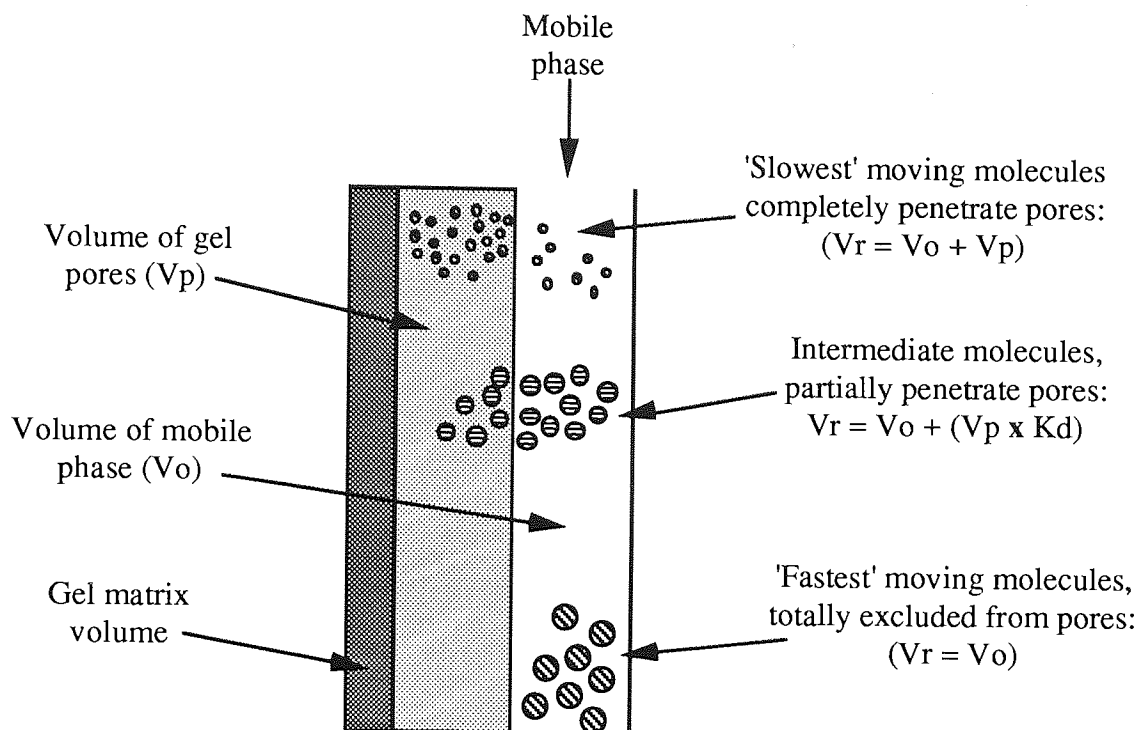 Mobile
phase
'Slowest' moving molecules
completely penetrate pores:
(Vr = Vo + Vp)
Volume of gel
pores (Vp)
Intermediate molecules,
partially penetrate pores:
Vr = Vo + (Vp x Kd)
Volume of mobile
phase (Vo)
Gel matrix
volume
'Fastest' moving molecules,
totally excluded from pores:
(Vr = Vo)